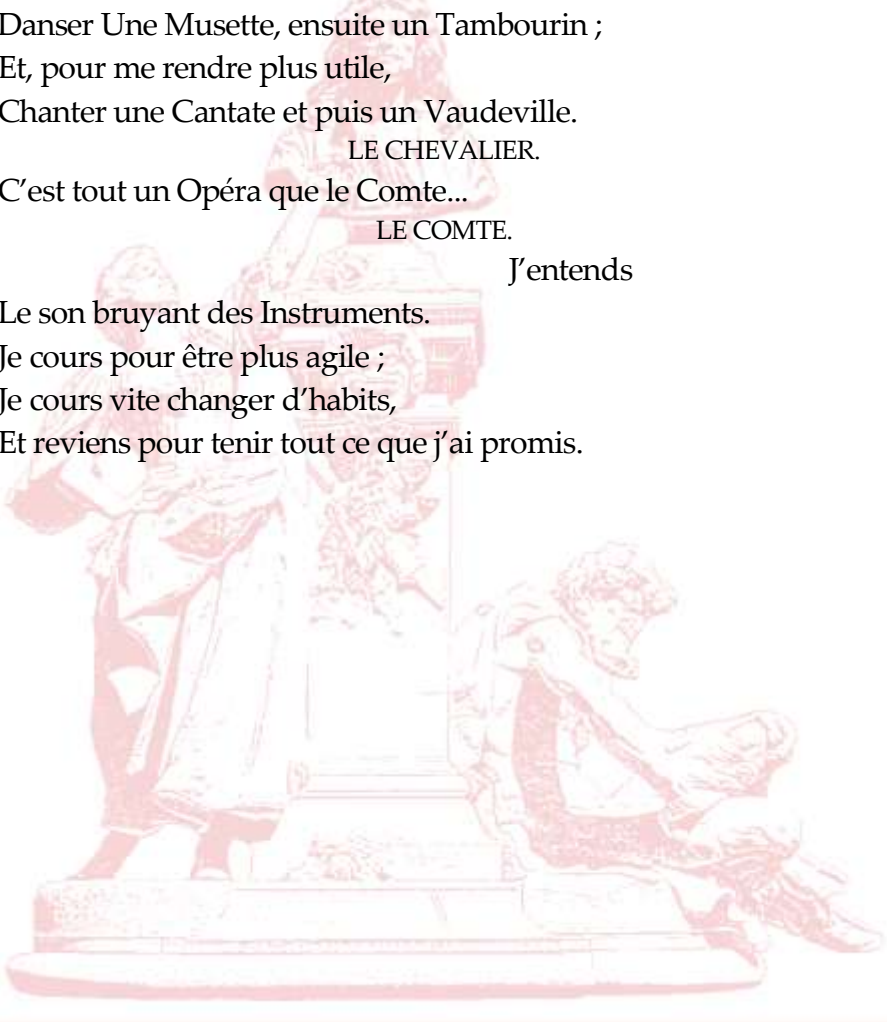 Danser Une Musette, ensuite un Tambourin ;
Et, pour me rendre plus utile,
Chanter une Cantate et puis un Vaudeville.
LE CHEVALIER.
C’est tout un Opéra que le Comte...
LE COMTE.
J’entends
Le son bruyant des Instruments.
Je cours pour être plus agile ;
Je cours vite changer d’habits,
Et reviens pour tenir tout ce que j’ai promis.